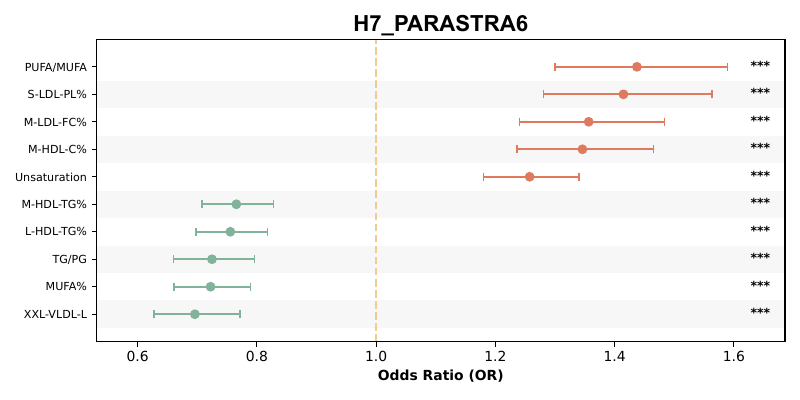 H7_PARASTRA6
PUFA/MUFA ***
S-LDL-PL% ***
M-LDL-FC% ***
M-HDL-C% ***
Unsaturation ***
M-HDL-TG% ***
L-HDL-TG% ***
TG/PG ***
MUFA% ***
XXL-VLDL-L ***
0.6 0.8 1.0 1.2 1.4 1.6
Odds Ratio (OR)